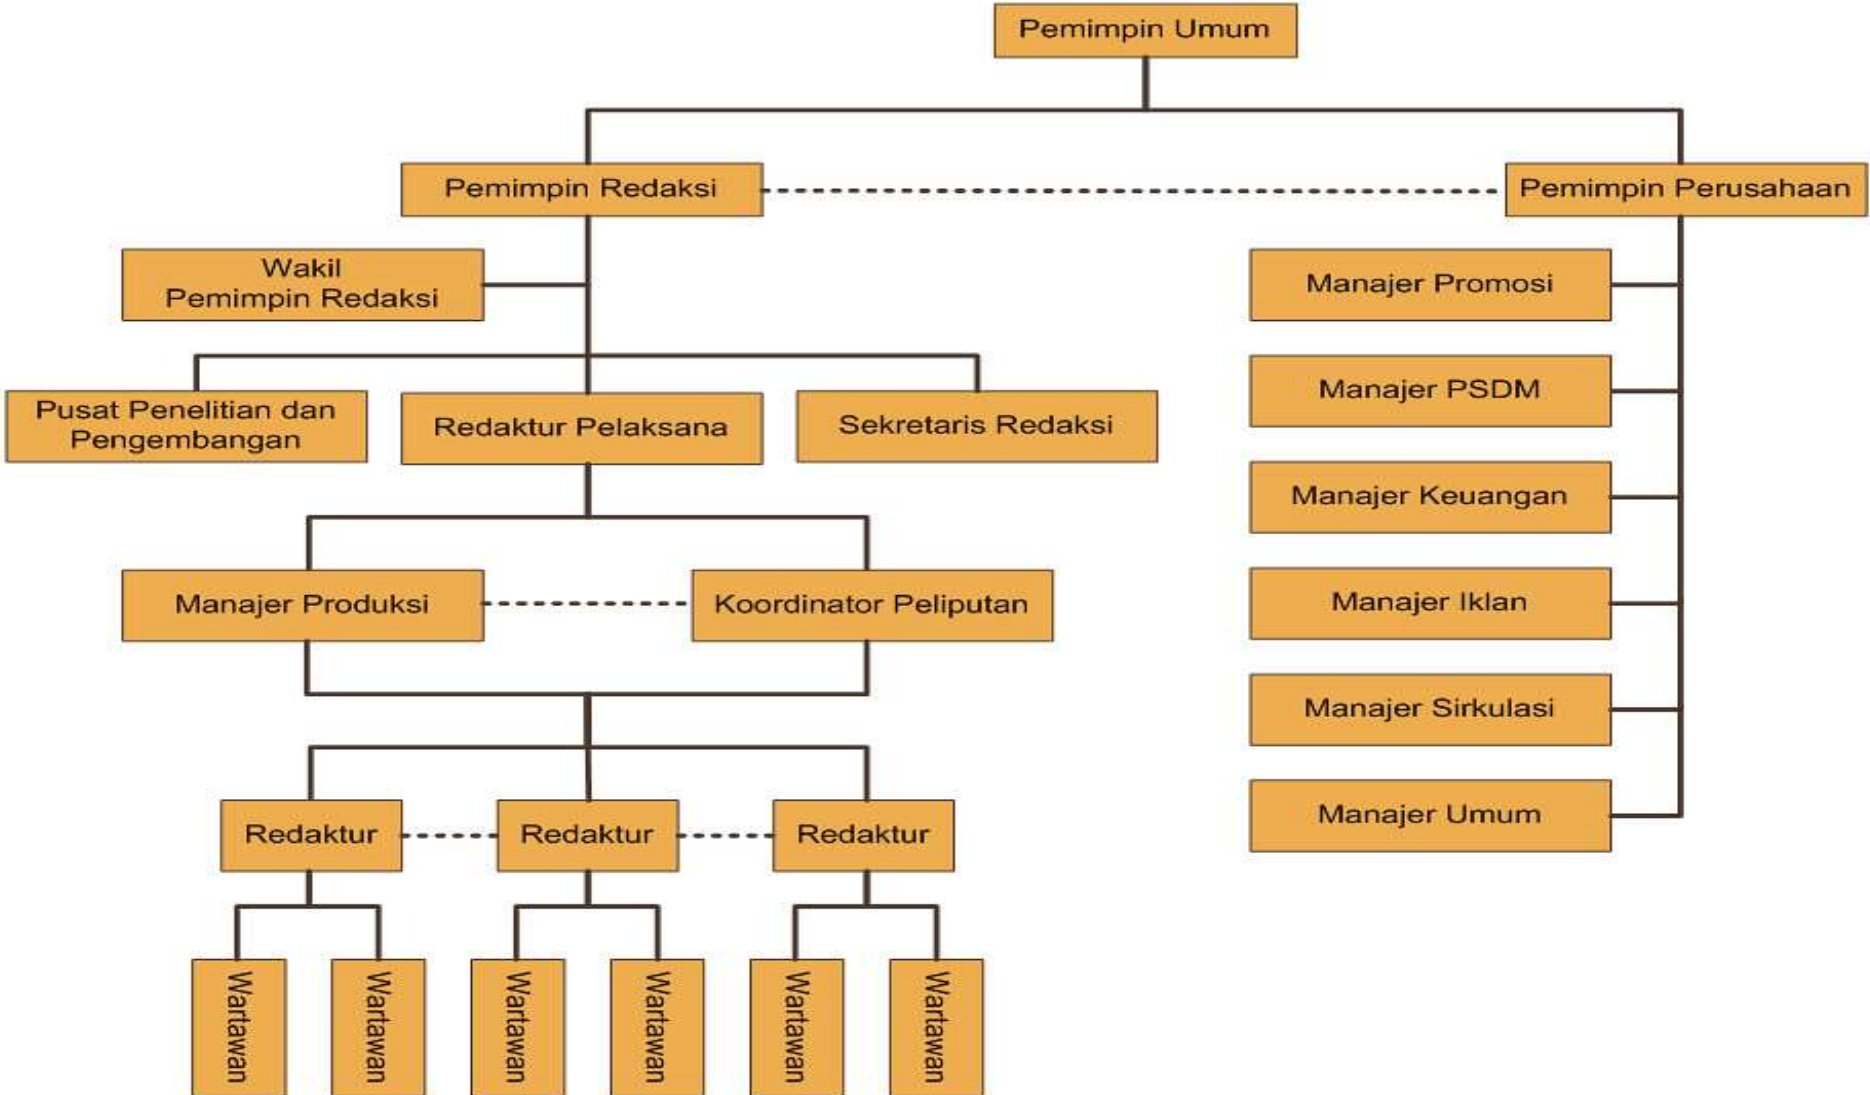 Pemimpin Umum
Pemimpin Redaksi
Pemimpin Perusahaan
Wakil
Pemimpin Redaksi
Manajer Promosi
Pusat Penelitian dan
Pengembangan
Redaktur Pelaksana
Sekretaris Redaksi
Manajer PSDM
Manajer Keuangan
Manajer Produksi
Koordinator Peliputan
Manajer Iklan
Manajer Sirkulasi
Redaktur
Redaktur
Redaktur
Manajer Umum
Wartawan
Wartawan
Wartawan
Wartawan
Wartawan
Wartawan